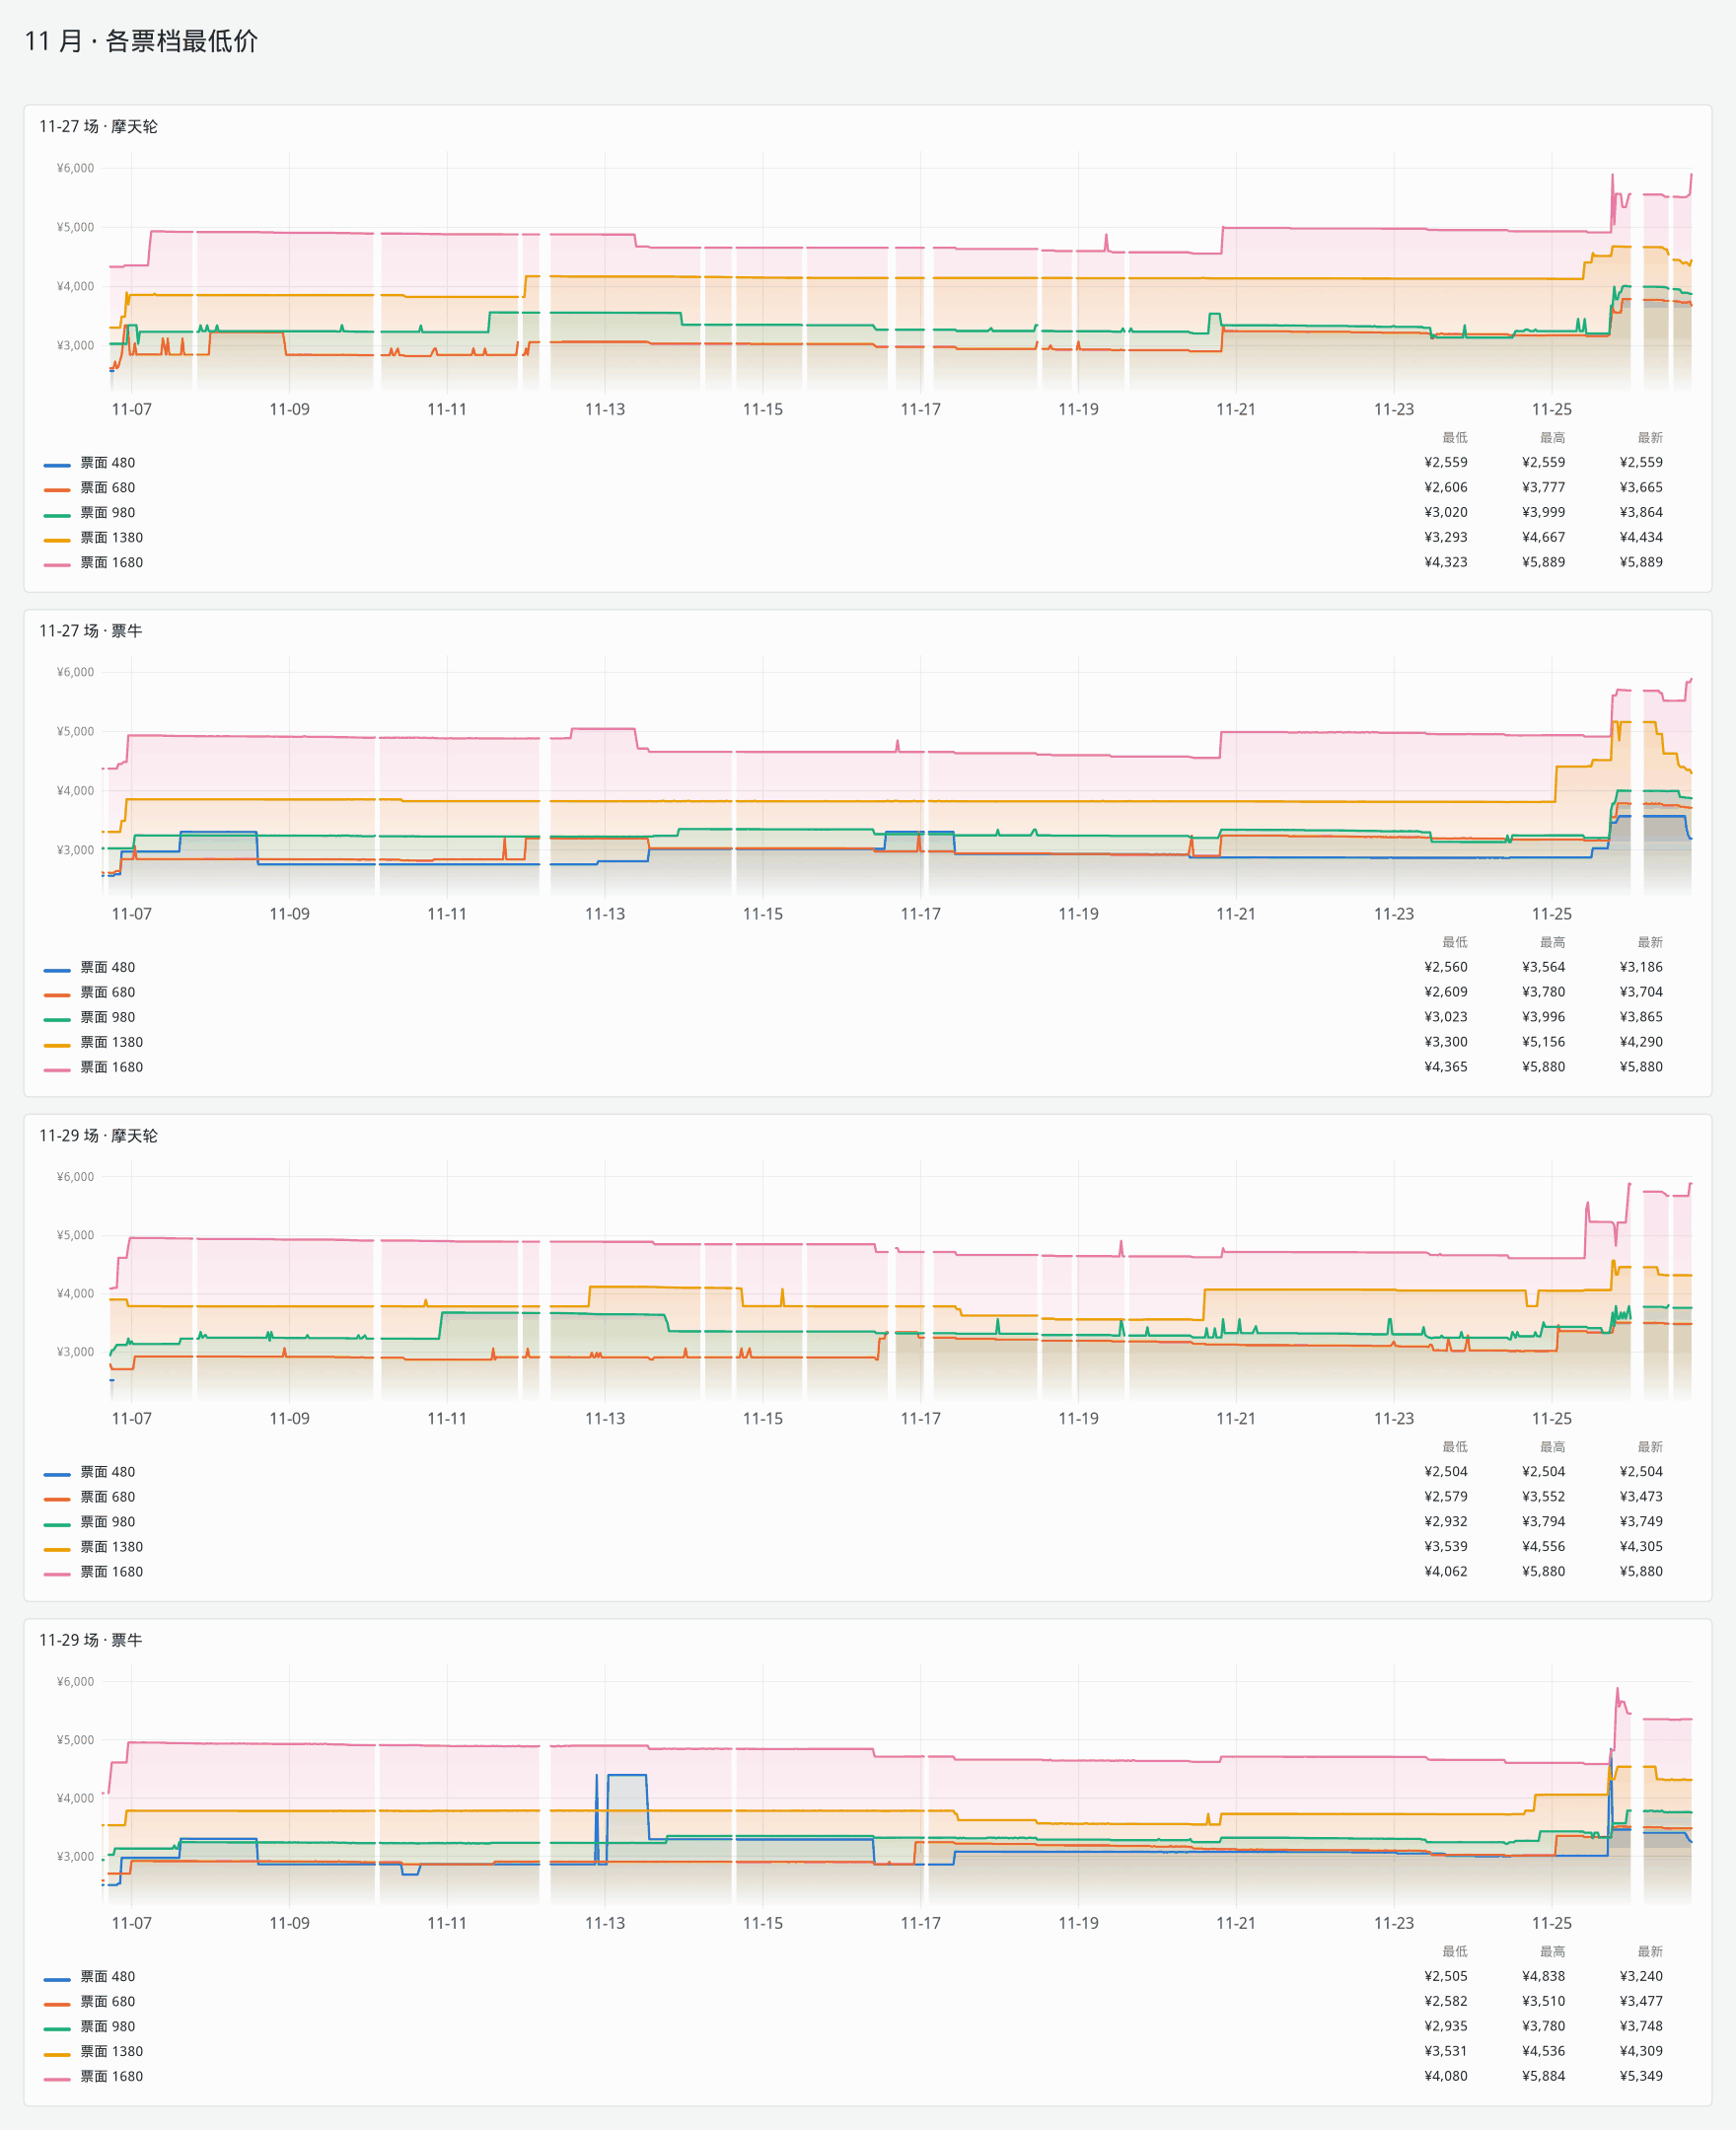 11 月 · 各票档最低价
11-27 场 · 摩天轮
¥6,000
¥5,000
¥4,000
¥3,000
11-07 11-09 11-11 11-13 11-15 11-17 11-19 11-21 11-23 11-25
最低 最高 最新
票面 480 ¥2,559 ¥2,559 ¥2,559
票面 680 ¥2,606 ¥3,777 ¥3,665
票面 980 ¥3,020 ¥3,999 ¥3,864
票面 1380 ¥3,293 ¥4,667 ¥4,434
票面 1680 ¥4,323 ¥5,889 ¥5,889
11-27 场 · 票牛
¥6,000
¥5,000
¥4,000
¥3,000
11-07 11-09 11-11 11-13 11-15 11-17 11-19 11-21 11-23 11-25
最低 最高 最新
票面 480 ¥2,560 ¥3,564 ¥3,186
票面 680 ¥2,609 ¥3,780 ¥3,704
票面 980 ¥3,023 ¥3,996 ¥3,865
票面 1380 ¥3,300 ¥5,156 ¥4,290
票面 1680 ¥4,365 ¥5,880 ¥5,880
11-29 场 · 摩天轮
¥6,000
¥5,000
¥4,000
¥3,000
11-07 11-09 11-11 11-13 11-15 11-17 11-19 11-21 11-23 11-25
最低 最高 最新
票面 480 ¥2,504 ¥2,504 ¥2,504
票面 680 ¥2,579 ¥3,552 ¥3,473
票面 980 ¥2,932 ¥3,794 ¥3,749
票面 1380 ¥3,539 ¥4,556 ¥4,305
票面 1680 ¥4,062 ¥5,880 ¥5,880
11-29 场 · 票牛
¥6,000
¥5,000
¥4,000
¥3,000
11-07 11-09 11-11 11-13 11-15 11-17 11-19 11-21 11-23 11-25
最低 最高 最新
票面 480 ¥2,505 ¥4,838 ¥3,240
票面 680 ¥2,582 ¥3,510 ¥3,477
票面 980 ¥2,935 ¥3,780 ¥3,748
票面 1380 ¥3,531 ¥4,536 ¥4,309
票面 1680 ¥4,080 ¥5,884 ¥5,349